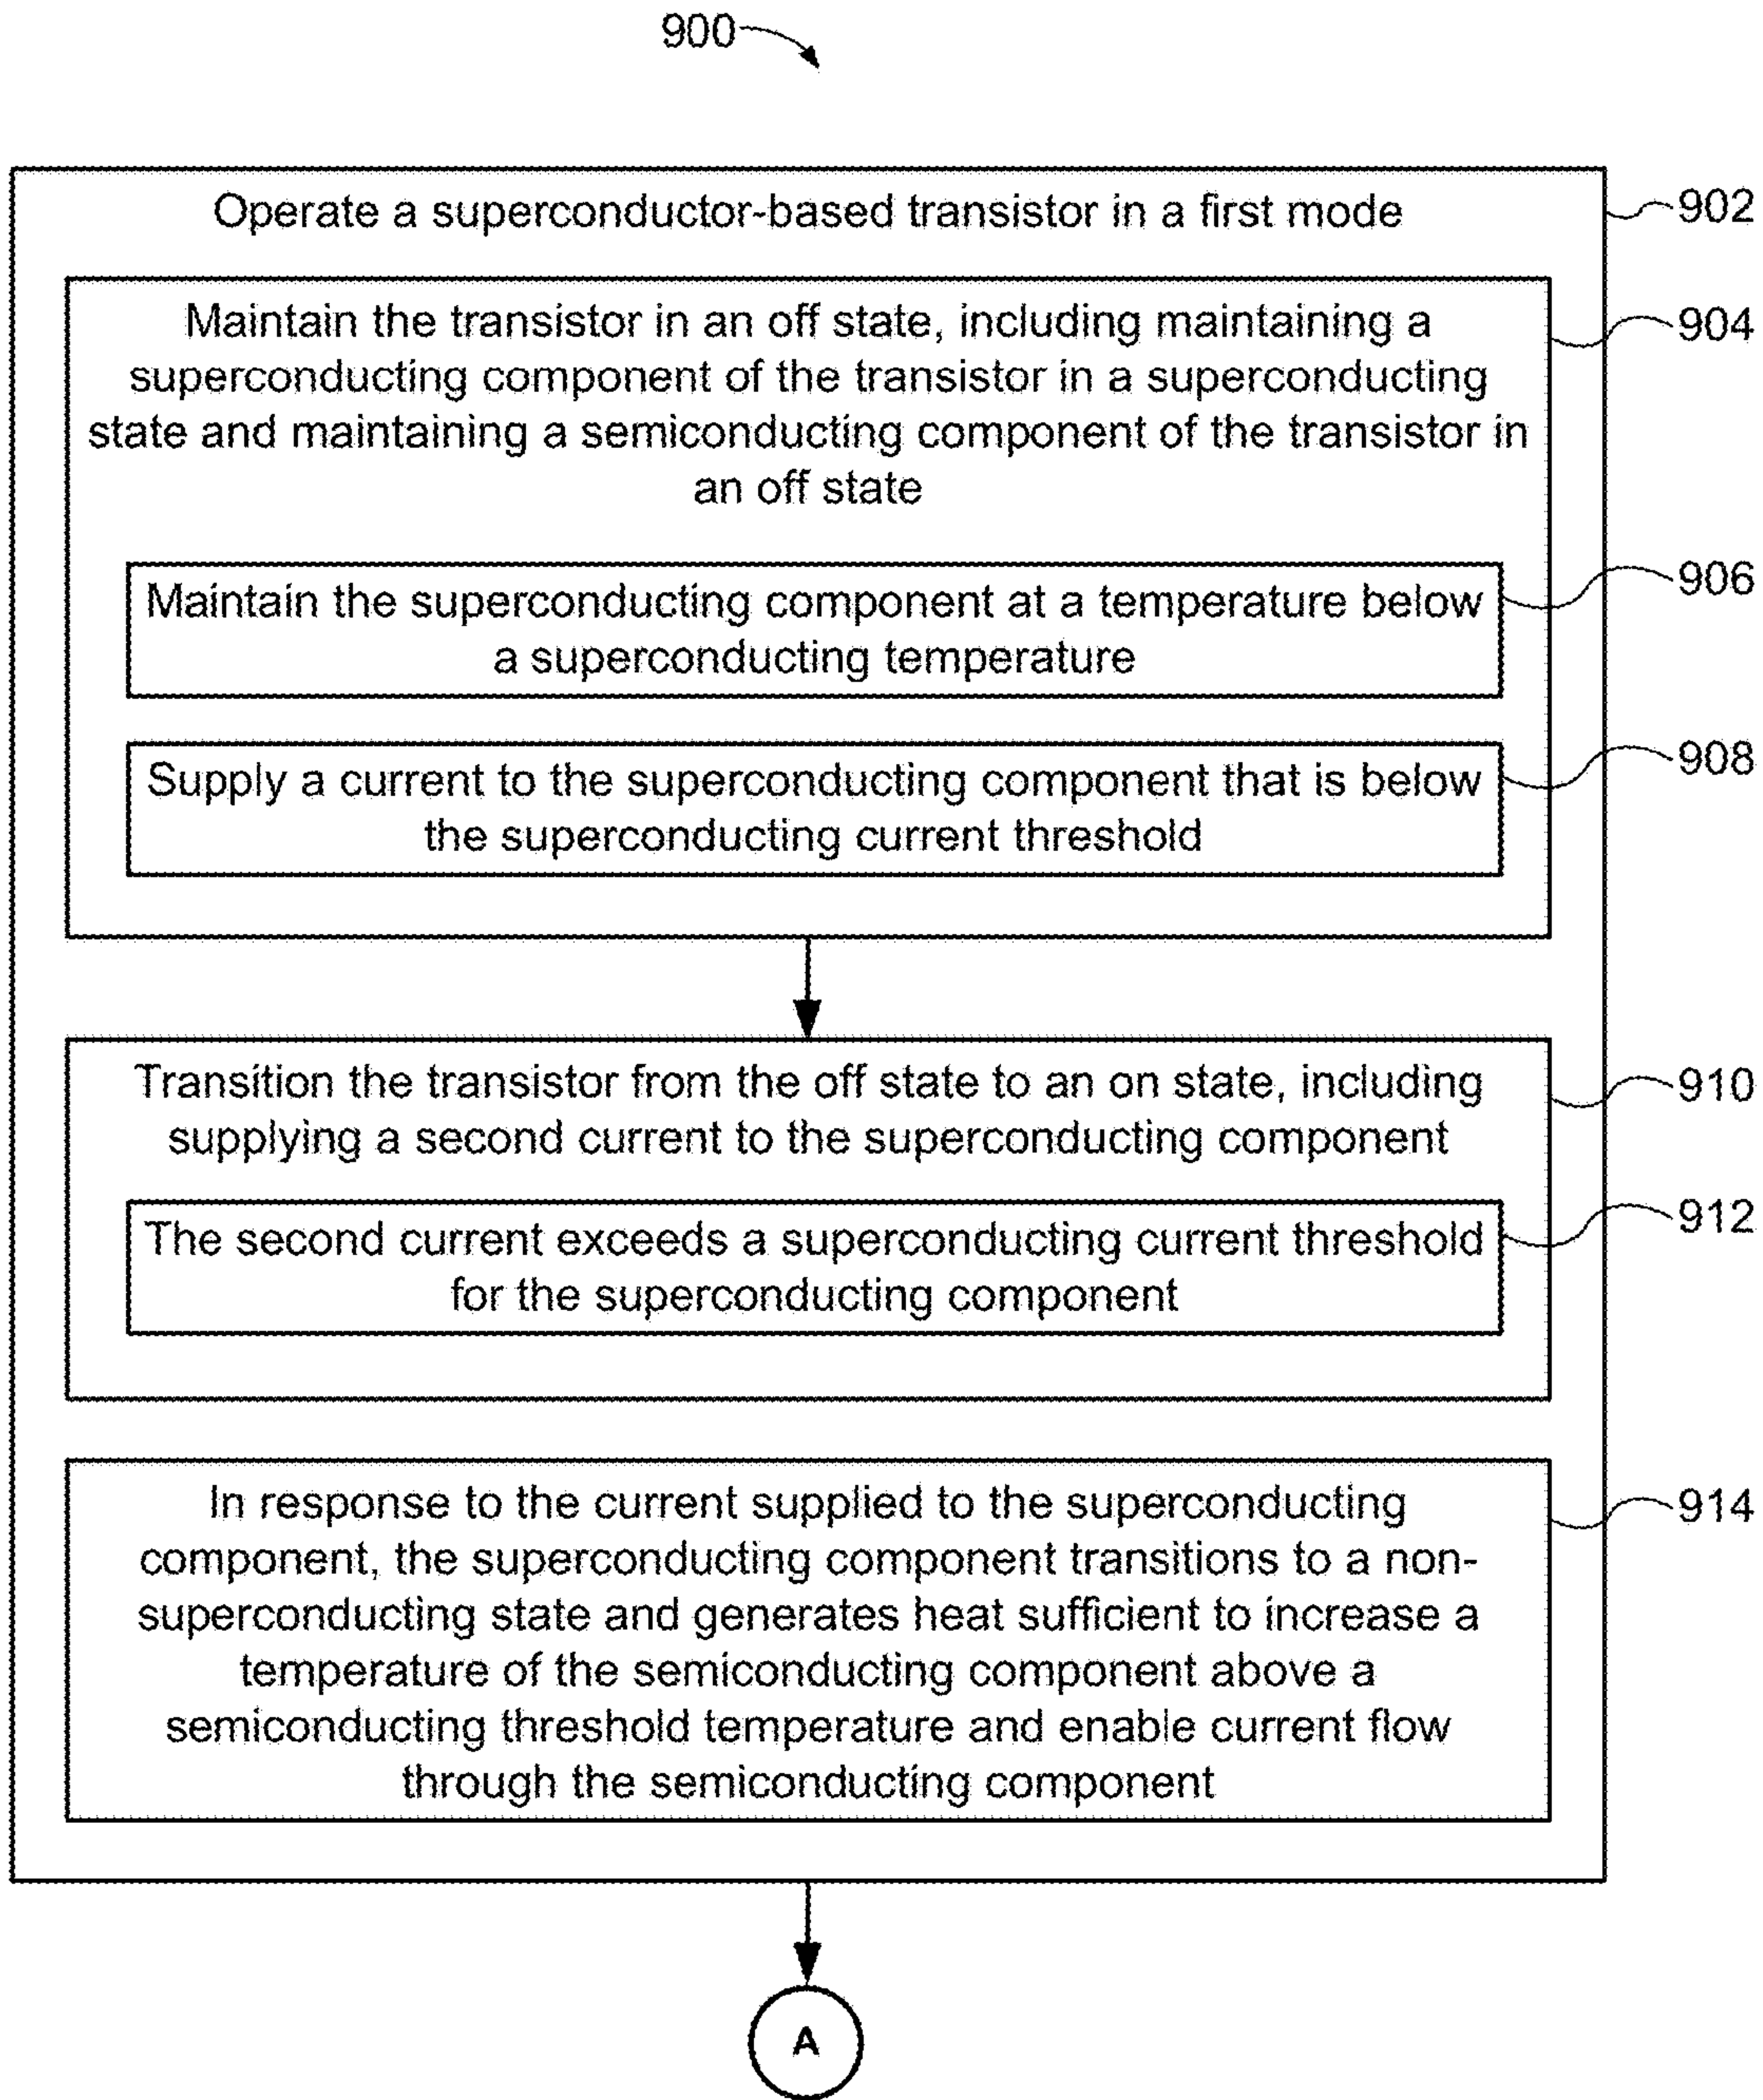 900
Operate a superconductor-based transistor in a first mode
902
Maintain the transistor in an off state, including maintaining a
superconducting component of the transistor in a superconducting
state and maintaining a semiconducting component of the transistor in
an off state
904
Maintain the superconducting component at a temperature below
a superconducting temperature
906
Supply a current to the superconducting component that is below
the superconducting current threshold
908
Transition the transistor from the off state to an on state, including
supplying a second current to the superconducting component
910
The second current exceeds a superconducting current threshold
for the superconducting component
912
In response to the current supplied to the superconducting
component, the superconducting component transitions to a non-
superconducting state and generates heat sufficient to increase a
temperature of the semiconducting component above a
semiconducting threshold temperature and enable current flow
through the semiconducting component
914
A